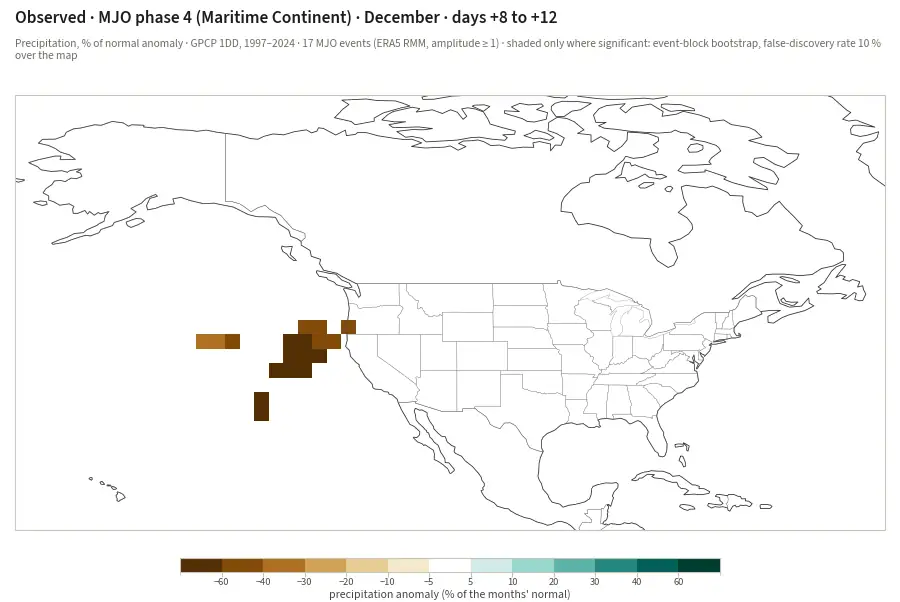 Observed · MJO phase 4 (Maritime Continent) · December · days +8 to +12
Precipitation, % of normal anomaly · GPCP 1DD, 1997–2024 · 17 MJO events (ERA5 RMM, amplitude ≥ 1) · shaded only where significant: event-block bootstrap, false-discovery rate 10 %
over the map
−60 −40 −30 −20 −10 −5 5 10 20 30 40 60
precipitation anomaly (% of the months' normal)